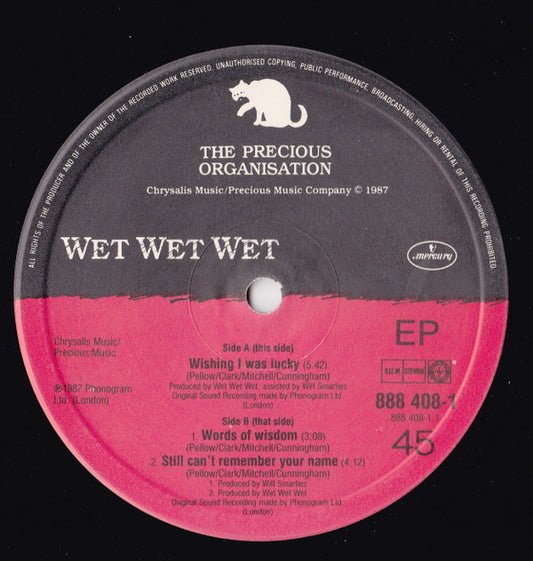 ALL RIGHTS OF THE PRODUCER AND OF THE OWNER OF THE RECORDED WORK RESERVED. UNAUTHORISED COPYING, PUBLIC PERFORMANCE, BROADCASTING, HIRING OR RENTAL OF THIS RECORDING PROHIBITED.
THE PRECIOUS
ORGANISATION
Chrysalis Music/Precious Music Company © 1987
WET WET WET
mercury
EP
Chrysalis Music/
Precious Music
℗ 1987 Phonogram
Ltd. (London)
Side A (this side)
Wishing I was lucky (5.42)
(Pellow/Clark/Mitchell/Cunningham)
Produced by Wet Wet Wet, assisted by Will Smarties
Original Sound Recording made by Phonogram Ltd.
(London)
B.I.E.M. STEMRA
888 408-1
888 408-1.1
45
Side B (that side)
1. Words of wisdom (3:08)
(Pellow/Clark/Mitchell/Cunningham)
2. Still can't remember your name (4:12)
(Pellow/Clark/Mitchell/Cunningham)
1. Produced by Will Smarties
2. Produced by Wet Wet Wet
Original Sound Recording made by Phonogram Ltd.
(London)